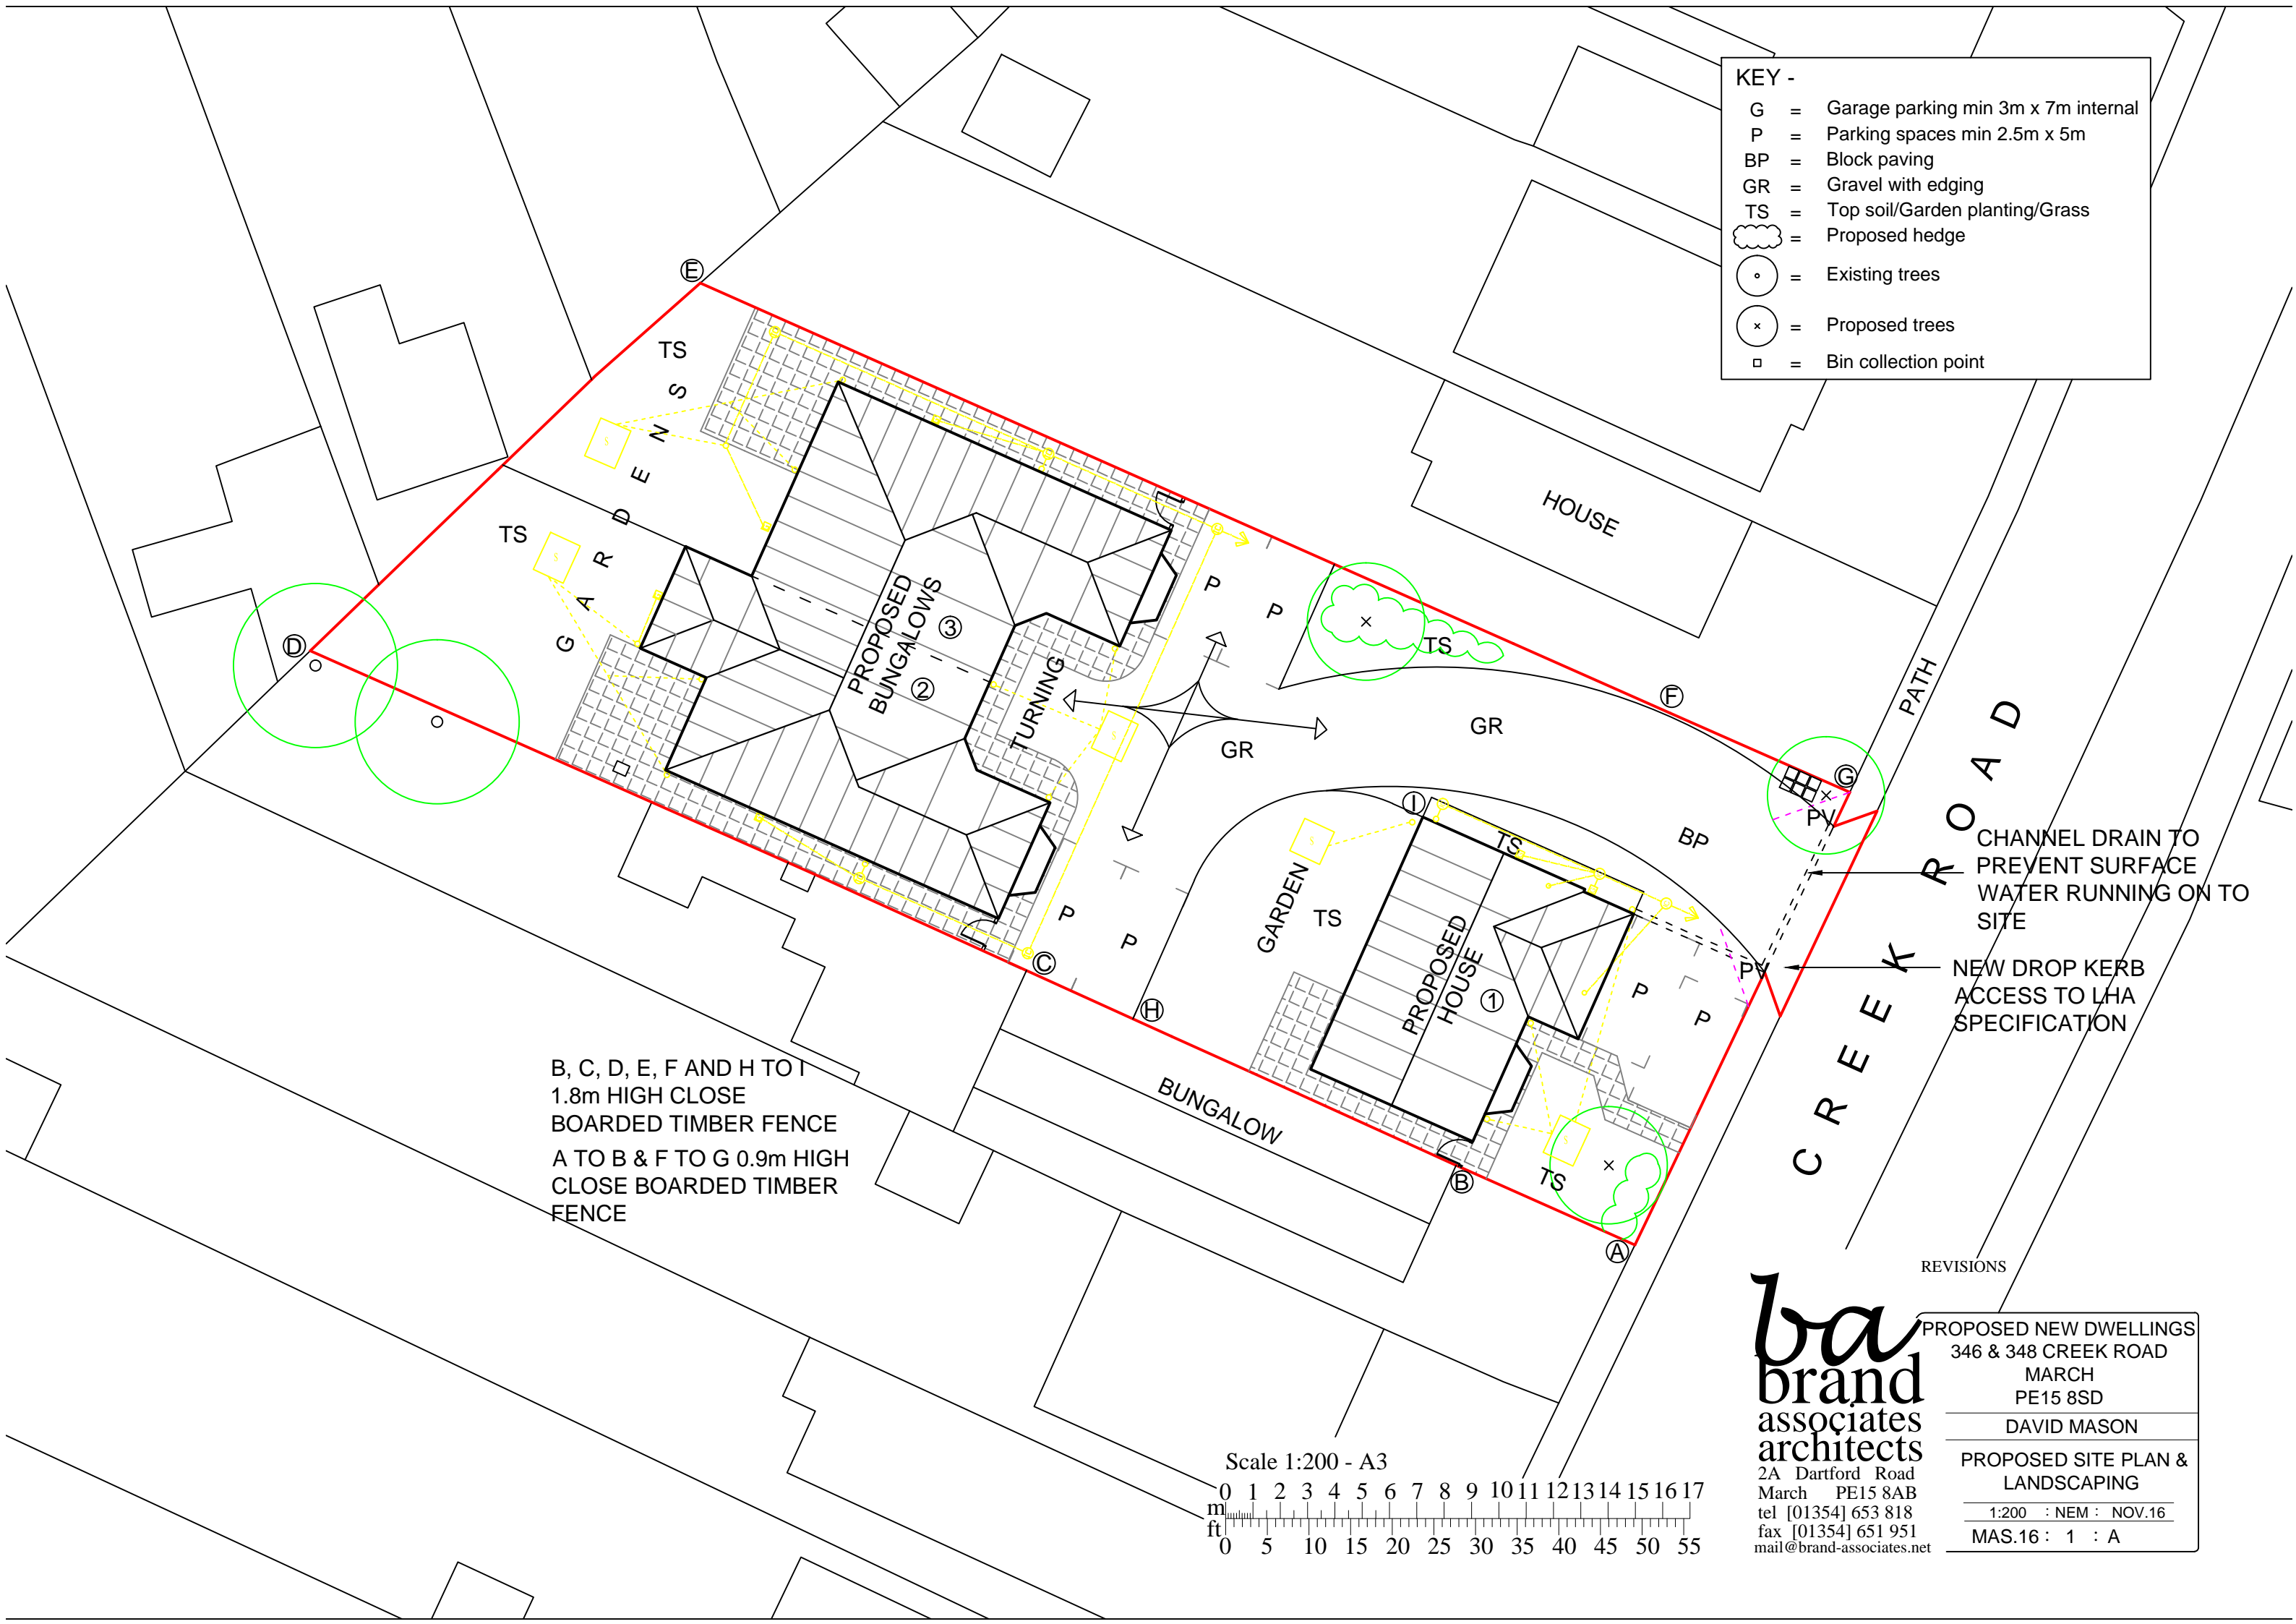 KEY -
G = Garage parking min 3m x 7m internal
P = Parking spaces min 2.5m x 5m
BP = Block paving
GR = Gravel with edging
TS = Top soil/Garden planting/Grass
= Proposed hedge
= Existing trees
= Proposed trees
= Bin collection point
E
TS
GARDENS
TS
D
HOUSE
PROPOSED
BUNGALOWS
3
2
TURNING
P
P
TS
GR
GR
F
PATH
G
PV
CREEK ROAD
CHANNEL DRAIN TO
PREVENT SURFACE
WATER RUNNING ON TO
SITE
NEW DROP KERB
ACCESS TO LHA
SPECIFICATION
I
TS
BP
PV
GARDEN
TS
PROPOSED
HOUSE
1
P
P
P
P
C
H
BUNGALOW
B
TS
A
S
S
S
S
S
B, C, D, E, F AND H TO I
1.8m HIGH CLOSE
BOARDED TIMBER FENCE
A TO B & F TO G 0.9m HIGH
CLOSE BOARDED TIMBER
FENCE
Scale 1:200 - A3
0 1 2 3 4 5 6 7 8 9 10 11 12 13 14 15 16 17
m
ft
0 5 10 15 20 25 30 35 40 45 50 55
REVISIONS
ba
brand
associates
architects
2A Dartford Road
March PE15 8AB
tel [01354] 653 818
fax [01354] 651 951
mail@brand-associates.net
PROPOSED NEW DWELLINGS
346 & 348 CREEK ROAD
MARCH
PE15 8SD
DAVID MASON
PROPOSED SITE PLAN &
LANDSCAPING
1:200 : NEM : NOV.16
MAS.16 : 1 : A